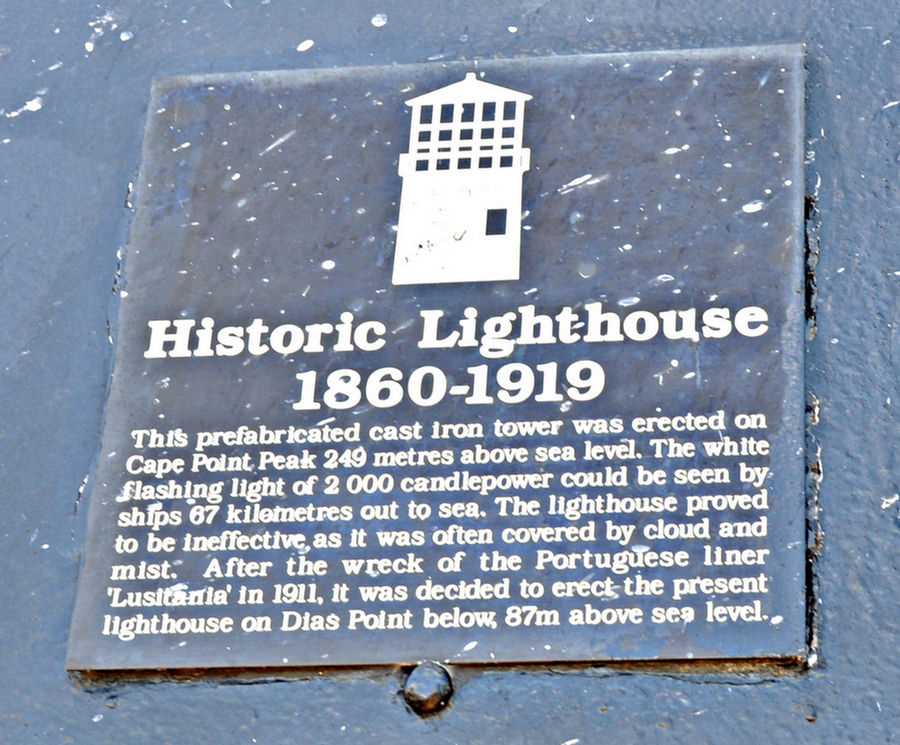 Historic Lighthouse
1860-1919
This prefabricated cast iron tower was erected on
Cape Point Peak 249 metres above sea level. The white
flashing light of 2 000 candlepower could be seen by
ships 67 kilometres out to sea. The lighthouse proved
to be ineffective as it was often covered by cloud and
mist. After the wreck of the Portuguese liner
'Lusitania' in 1911, it was decided to erect the present
lighthouse on Dias Point below, 87m above sea level.